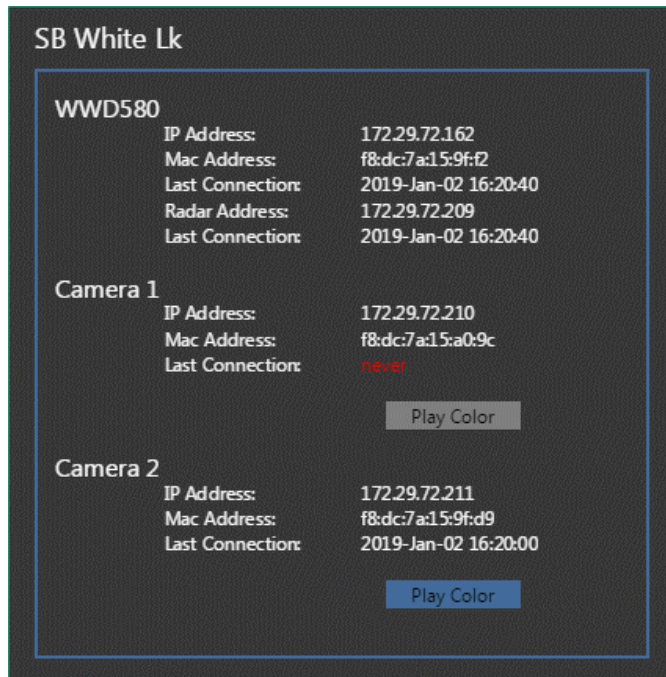 SB White Lk
WWD580
IP Address: 172.29.72.162
Mac Address: f8:dc:7a:15:9f:f2
Last Connection: 2019-Jan-02 16:20:40
Radar Address: 172.29.72.209
Last Connection: 2019-Jan-02 16:20:40
Camera 1
IP Address: 172.29.72.210
Mac Address: f8:dc:7a:15:a0:9c
Last Connection: never
Play Color
Camera 2
IP Address: 172.29.72.211
Mac Address: f8:dc:7a:15:9f:d9
Last Connection: 2019-Jan-02 16:20:00
Play Color